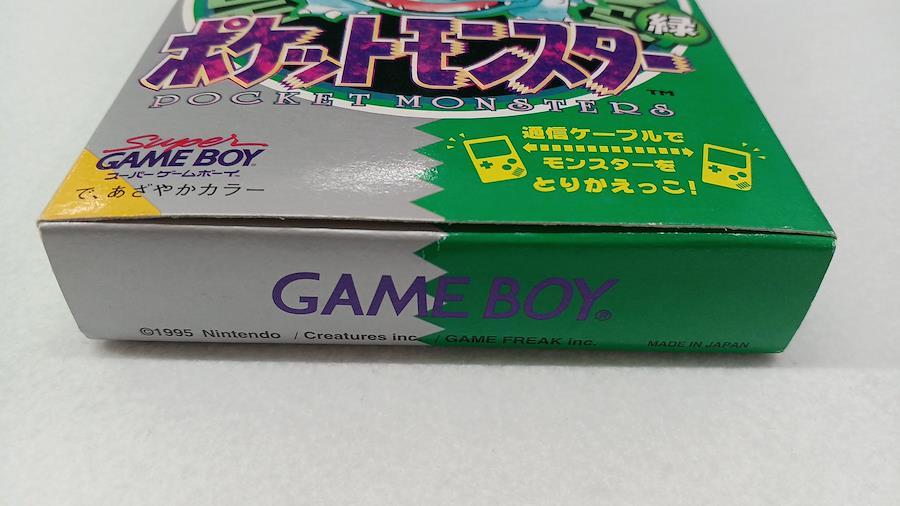 緑
ポケットモンスター
TM
POCKET MONSTERS
Super
GAME BOY
スーパーゲームボーイ
で、あざやかカラー
通信ケーブルで
モンスターを
とりかえっこ!
GAME BOY®
©1995 Nintendo / Creatures inc. / GAME FREAK inc.
MADE IN JAPAN